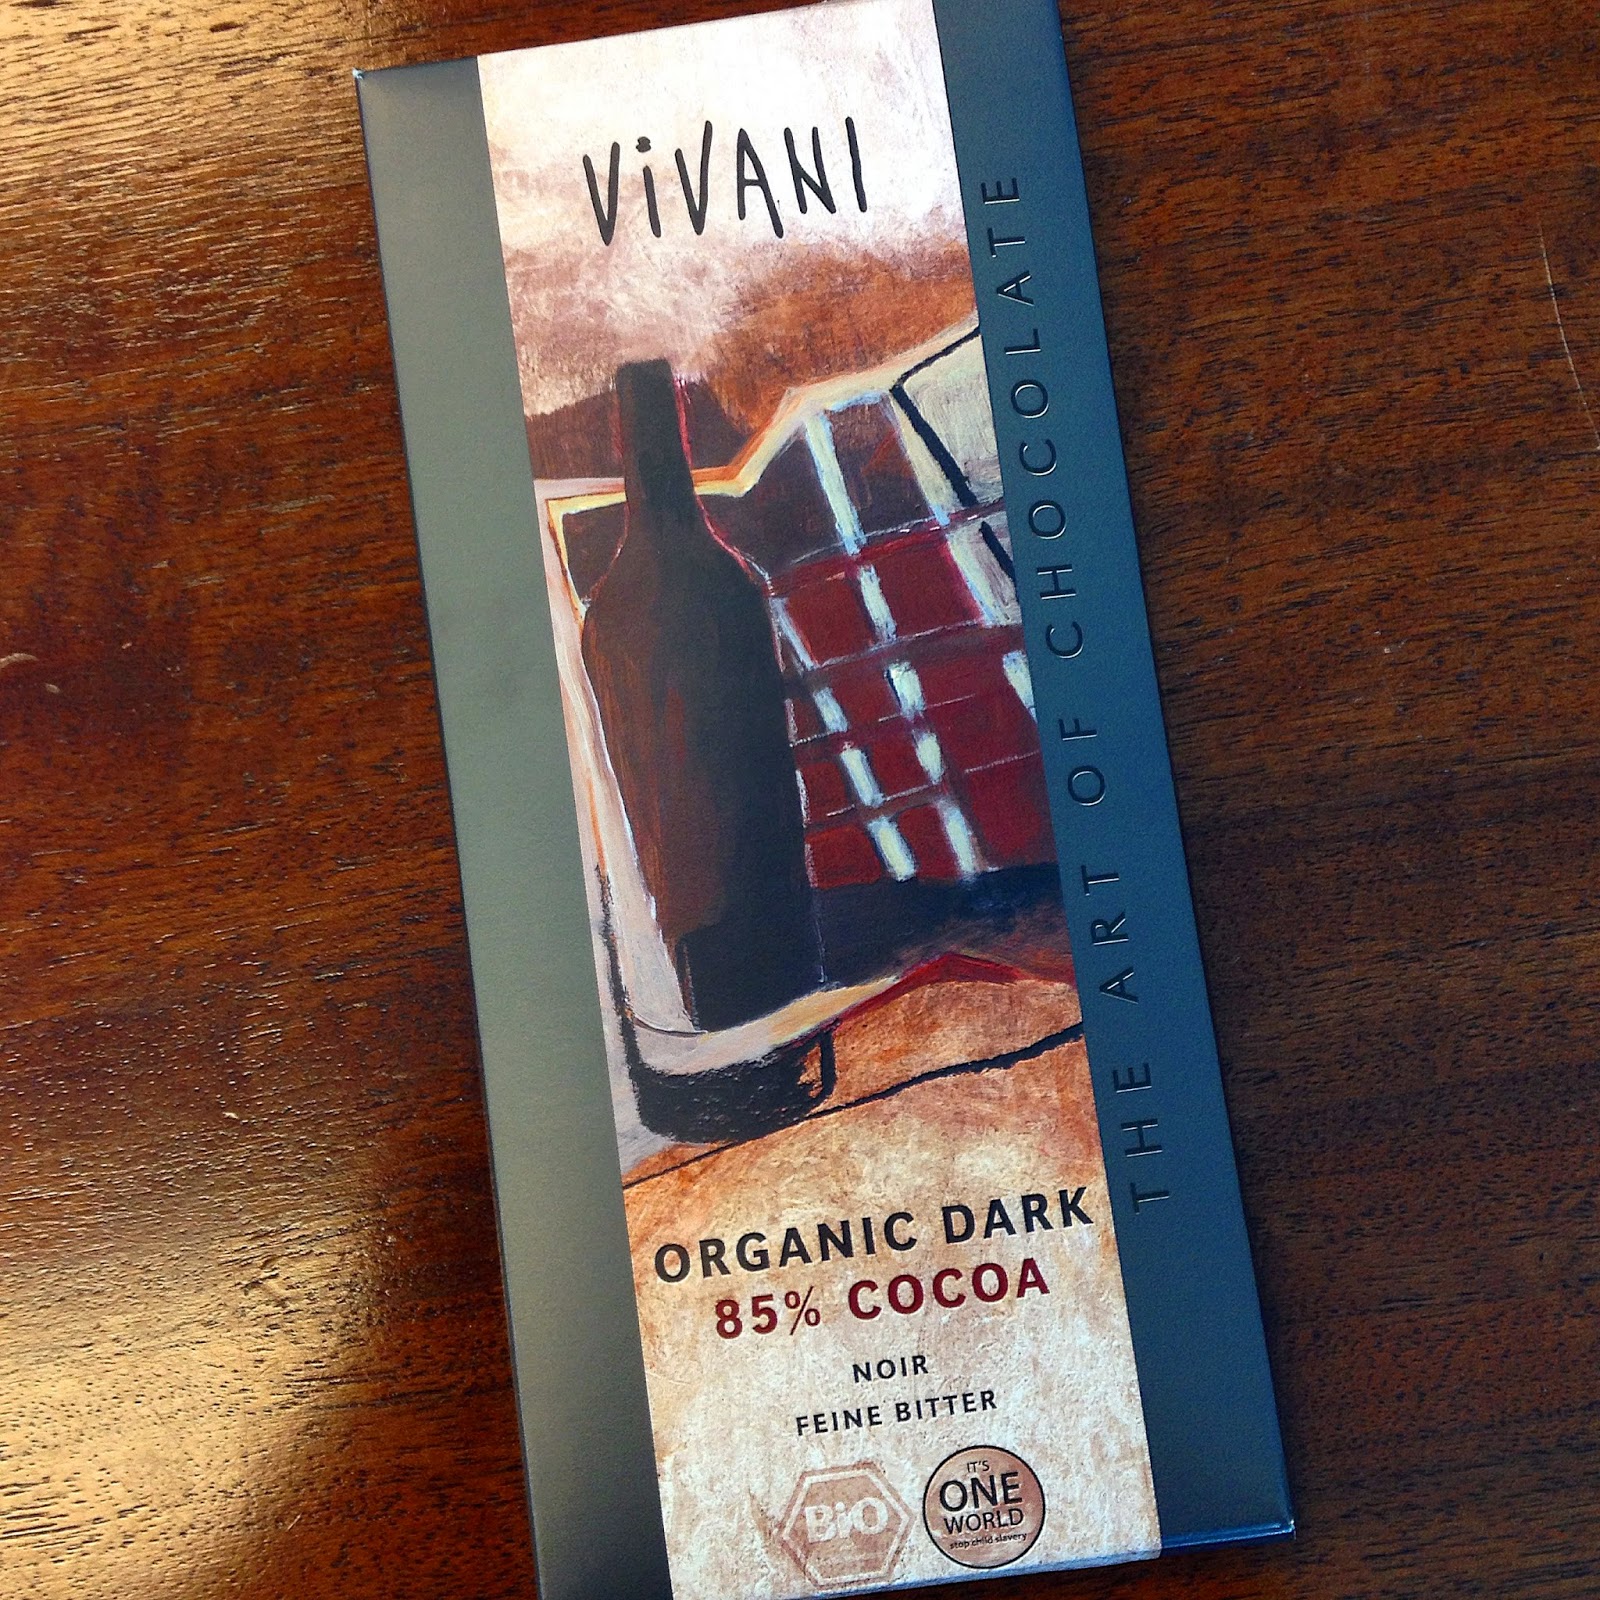 ViVANI
THE ART OF CHOCOLATE
ORGANIC DARK
85% COCOA
NOIR
FEINE BITTER
BiO
IT'S
ONE
WORLD
stop child slavery